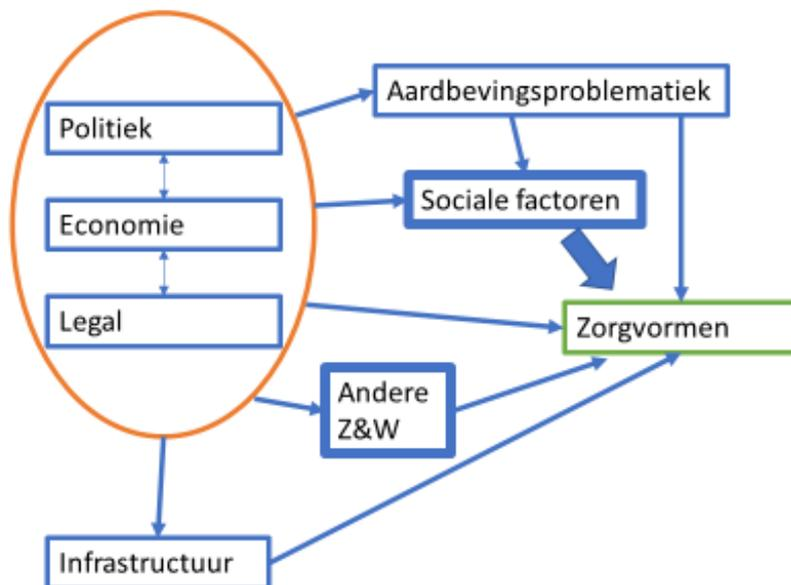 Aardbevingsproblematiek
Politiek
Sociale factoren
Economie
Legal
Zorgvormen
Andere
Z&W
Infrastructuur